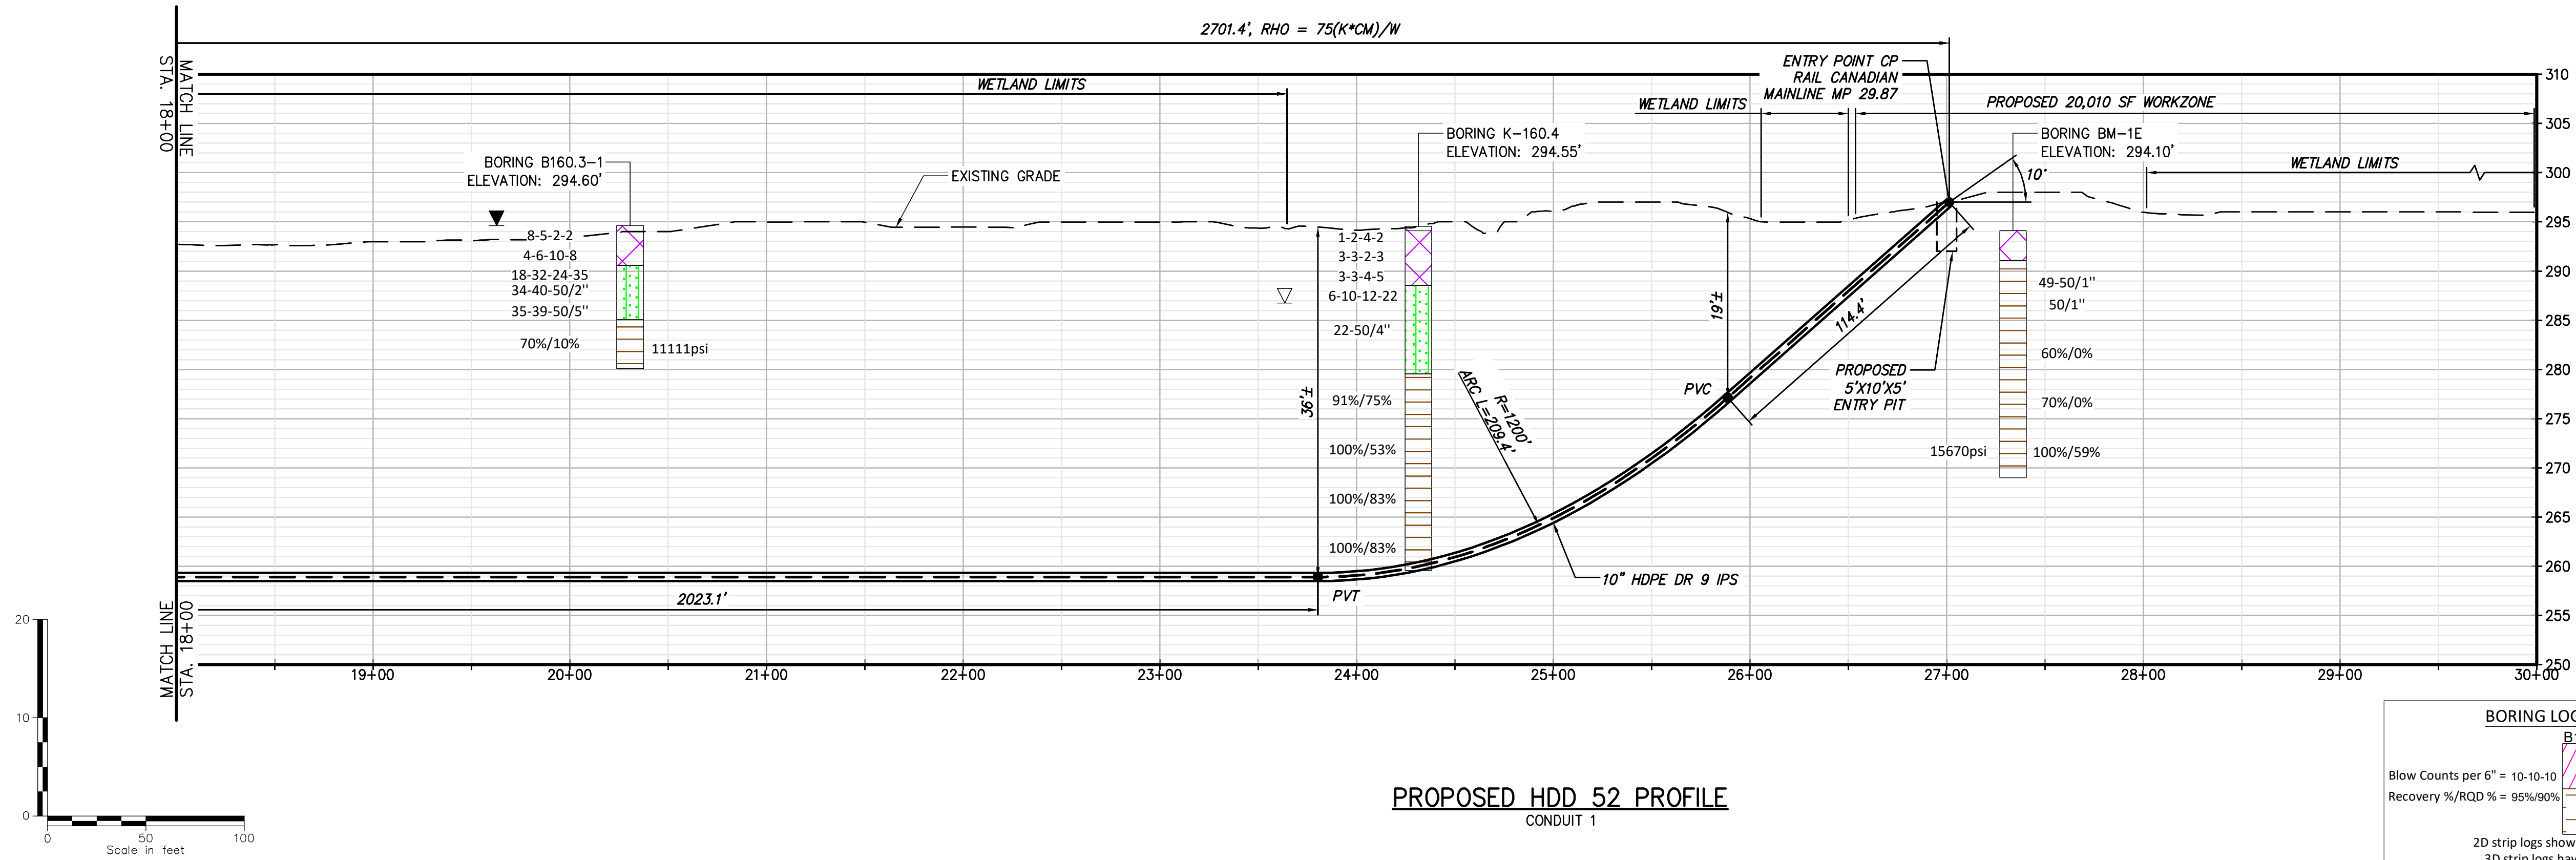 2701.4', RHO = 75(K*CM)/W
MATCH LINE
STA. 18+00
WETLAND LIMITS
ENTRY POINT CP
RAIL CANADIAN
MAINLINE MP 29.87
WETLAND LIMITS
PROPOSED 20,010 SF WORKZONE
310
305
300
295
290
285
280
275
270
265
260
255
250
BORING B160.3-1
ELEVATION: 294.60'
EXISTING GRADE
BORING K-160.4
ELEVATION: 294.55'
BORING BM-1E
ELEVATION: 294.10'
WETLAND LIMITS
10°
8-5-2-2
4-6-10-8
18-32-24-35
34-40-50/2''
35-39-50/5''
70%/10%
11111psi
1-2-4-2
3-3-2-3
3-3-4-5
6-10-12-22
22-50/4''
91%/75%
100%/53%
100%/83%
100%/83%
36'±
19'±
114.4'
R=1200'
ARC L=209.4'
PVC
PROPOSED
5'X10'X5'
ENTRY PIT
49-50/1''
50/1''
60%/0%
70%/0%
15670psi
100%/59%
10" HDPE DR 9 IPS
2023.1'
PVT
MATCH LINE
STA. 18+00
19+00
20+00
21+00
22+00
23+00
24+00
25+00
26+00
27+00
28+00
29+00
30+00
20
10
0
0
50
100
Scale in feet
PROPOSED HDD 52 PROFILE
CONDUIT 1
BORING LOG
Blow Counts per 6" = 10-10-10
Recovery %/RQD % = 95%/90%
2D strip logs show
3D strip logs hav